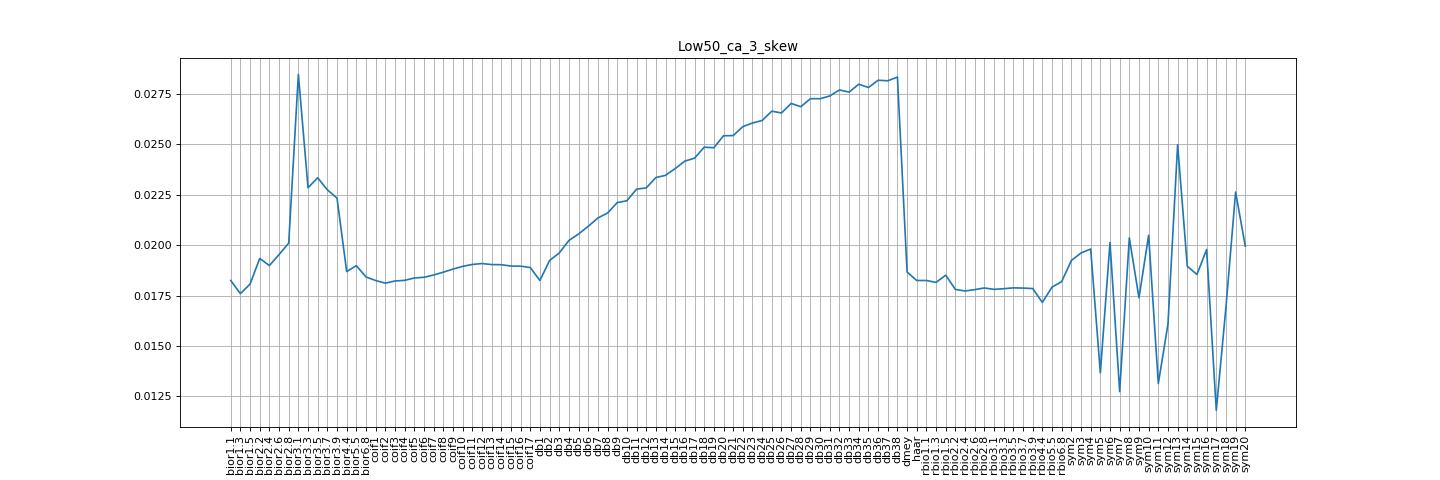 Low50_ca_3_skew
0.0275
0.0250
0.0225
0.0200
0.0175
0.0150
0.0125
bior1.1
bior1.3
bior1.5
bior2.2
bior2.4
bior2.6
bior2.8
bior3.1
bior3.3
bior3.5
bior3.7
bior3.9
bior4.4
bior5.5
bior6.8
coif1
coif2
coif3
coif4
coif5
coif6
coif7
coif8
coif9
coif10
coif11
coif12
coif13
coif14
coif15
coif16
coif17
db1
db2
db3
db4
db5
db6
db7
db8
db9
db10
db11
db12
db13
db14
db15
db16
db17
db18
db19
db20
db21
db22
db23
db24
db25
db26
db27
db28
db29
db30
db31
db32
db33
db34
db35
db36
db37
db38
dmey
haar
rbio1.1
rbio1.3
rbio1.5
rbio2.2
rbio2.4
rbio2.6
rbio2.8
rbio3.1
rbio3.3
rbio3.5
rbio3.7
rbio3.9
rbio4.4
rbio5.5
rbio6.8
sym2
sym3
sym4
sym5
sym6
sym7
sym8
sym9
sym10
sym11
sym12
sym13
sym14
sym15
sym16
sym17
sym18
sym19
sym20